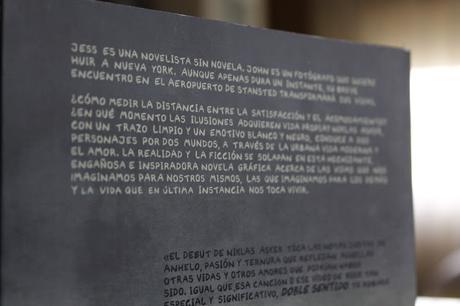 JESS ES UNA NOVELISTA SIN NOVELA. JOHN ES UN FOTÓGRAFO QUE QUIERE
HUIR A NUEVA YORK. AUNQUE APENAS DURA UN INSTANTE, SU BREVE
ENCUENTRO EN EL AEROPUERTO DE STANSTED TRANSFORMARÁ SUS VIDAS.
¿CÓMO MEDIR LA DISTANCIA ENTRE LA SATISFACCIÓN Y EL ACOMODAMIENTO?
¿EN QUÉ MOMENTO LAS ILUSIONES ADQUIEREN VIDA PROPIA? NIKLAS ASKER,
CON UN TRAZO LIMPIO Y UN EMOTIVO BLANCO Y NEGRO, CONDUCE A SUS
PERSONAJES POR DOS MUNDOS, A TRAVÉS DE LA URBANA VIDA MODERNA Y
EL AMOR. LA REALIDAD Y LA FICCIÓN SE SOLAPAN EN ESTA HECHIZANTE,
ENGAÑOSA E INSPIRADORA NOVELA GRÁFICA ACERCA DE LAS VIDAS QUE NOS
IMAGINAMOS PARA NOSOTROS MISMOS, LAS QUE IMAGINAMOS PARA LOS DEMÁS
Y LA VIDA QUE EN ÚLTIMA INSTANCIA NOS TOCA VIVIR.
«EL DEBUT DE NIKLAS ASKER TOCA LAS NOTAS JUSTAS DE
ANHELO, PASIÓN Y TERNURA QUE REFLEJAN AQUELLAS
OTRAS VIDAS Y OTROS AMORES QUE PODRÍAN HABER
SIDO. IGUAL QUE ESA CANCIÓN O ESE VÍDEO DE
ESPECIAL Y SIGNIFICATIVO, DOBLE SENTIDO